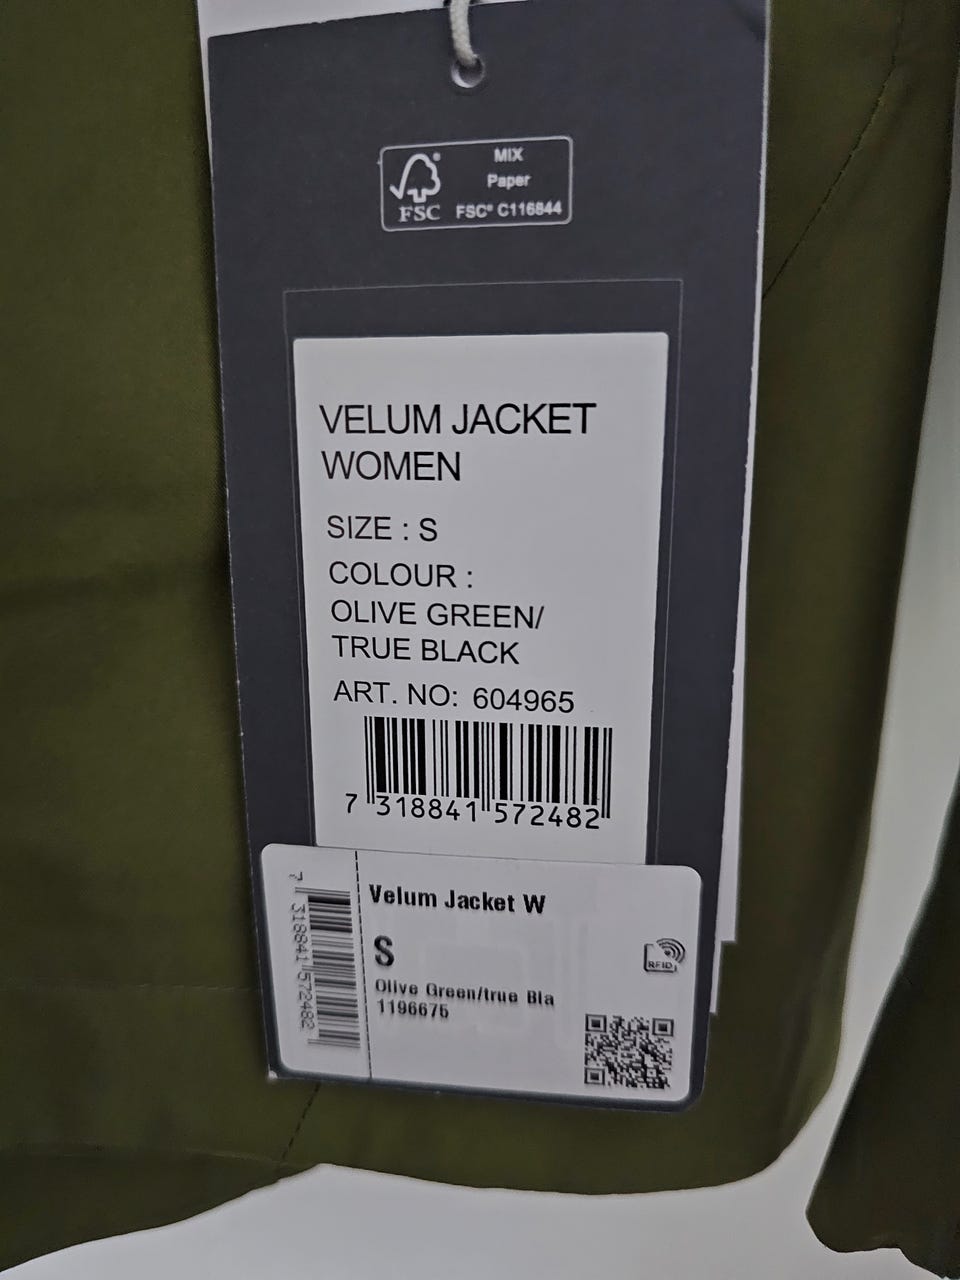 MIX
Paper
FSC FSC® C116844
VELUM JACKET
WOMEN
SIZE : S
COLOUR :
OLIVE GREEN/
TRUE BLACK
ART. NO: 604965
7 318841 572482
7 318841 572482
Velum Jacket W
S
RFID
Olive Green/true Bla
1196675